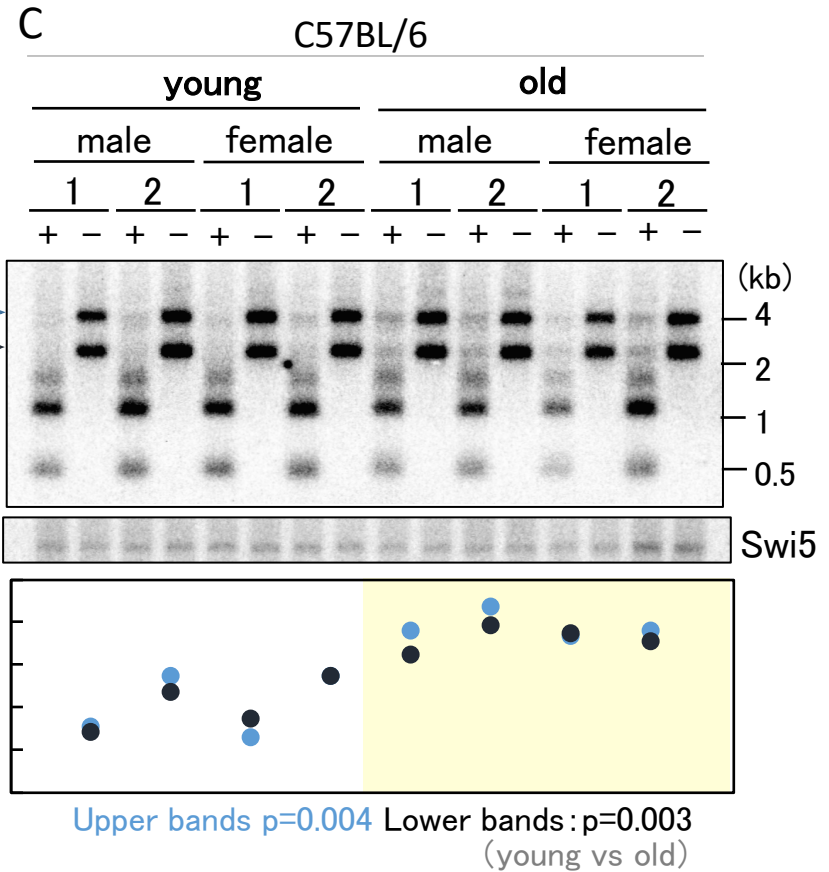 C
C57BL/6
young old
male female male female
1 2 1 2 1 2 1 2
+ − + − + − + − + − + − + − + −
(kb)
4
2
1
0.5
Swi5
Upper bands p=0.004 Lower bands:p=0.003
(young vs old)